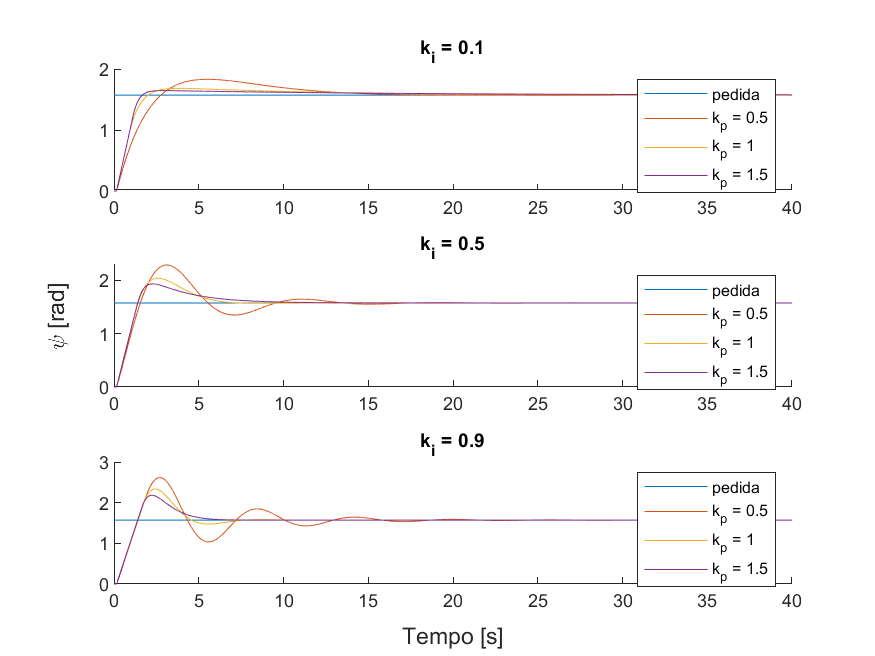 k_i = 0.1
2
1
0
0 5 10 15 20 25 30 35 40
pedida
k_p = 0.5
k_p = 1
k_p = 1.5
k_i = 0.5
2
1
0
0 5 10 15 20 25 30 35 40
pedida
k_p = 0.5
k_p = 1
k_p = 1.5
ψ [rad]
k_i = 0.9
3
2
1
0
0 5 10 15 20 25 30 35 40
pedida
k_p = 0.5
k_p = 1
k_p = 1.5
Tempo [s]